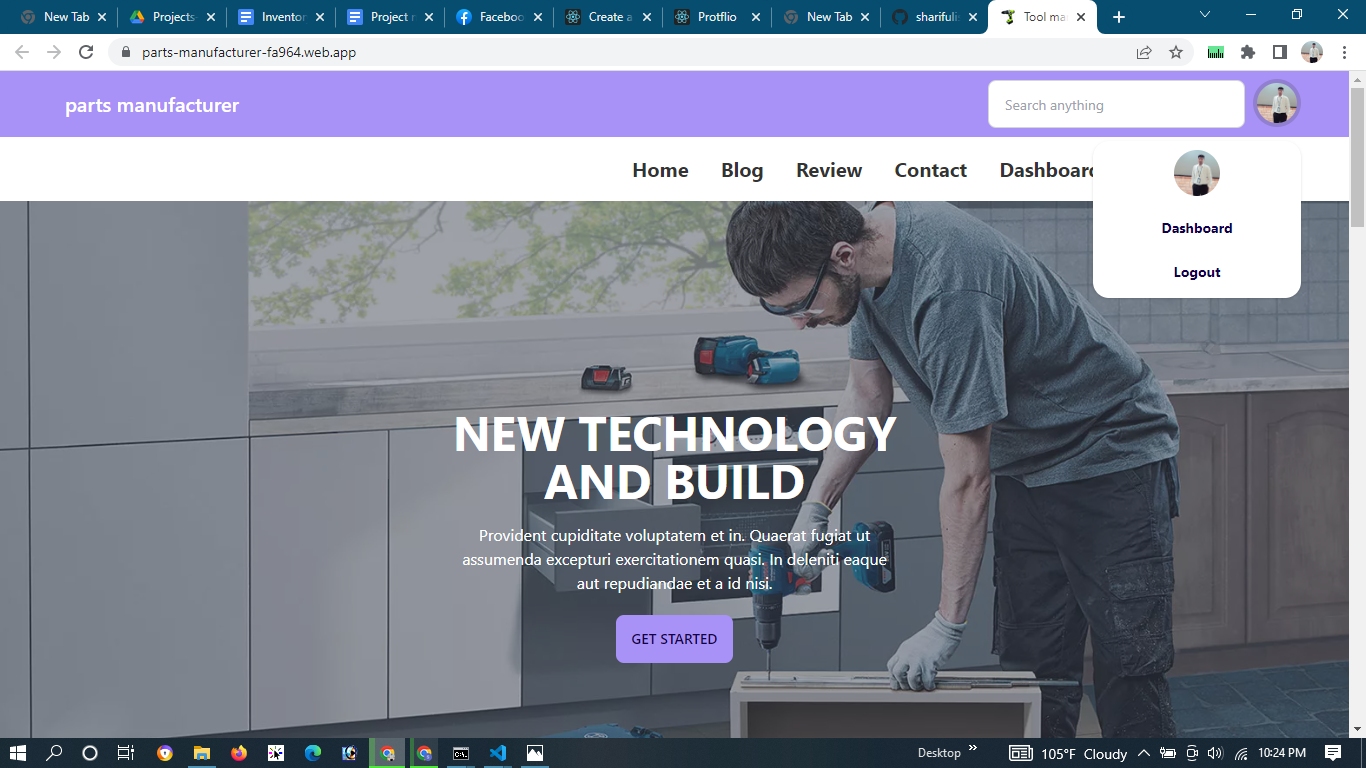 New Tab
Projects-
Inventor
Project r
Faceboo
Create a
Protflio
New Tab
sharifulis
Tool ma
parts-manufacturer-fa964.web.app
parts manufacturer
Search anything
Home
Blog
Review
Contact
Dashboard
Dashboard
Logout
NEW TECHNOLOGY
AND BUILD
Provident cupiditate voluptatem et in. Quaerat fugiat ut
assumenda excepturi exercitationem quasi. In deleniti eaque
aut repudiandae et a id nisi.
GET STARTED
Desktop
105°F Cloudy
10:24 PM